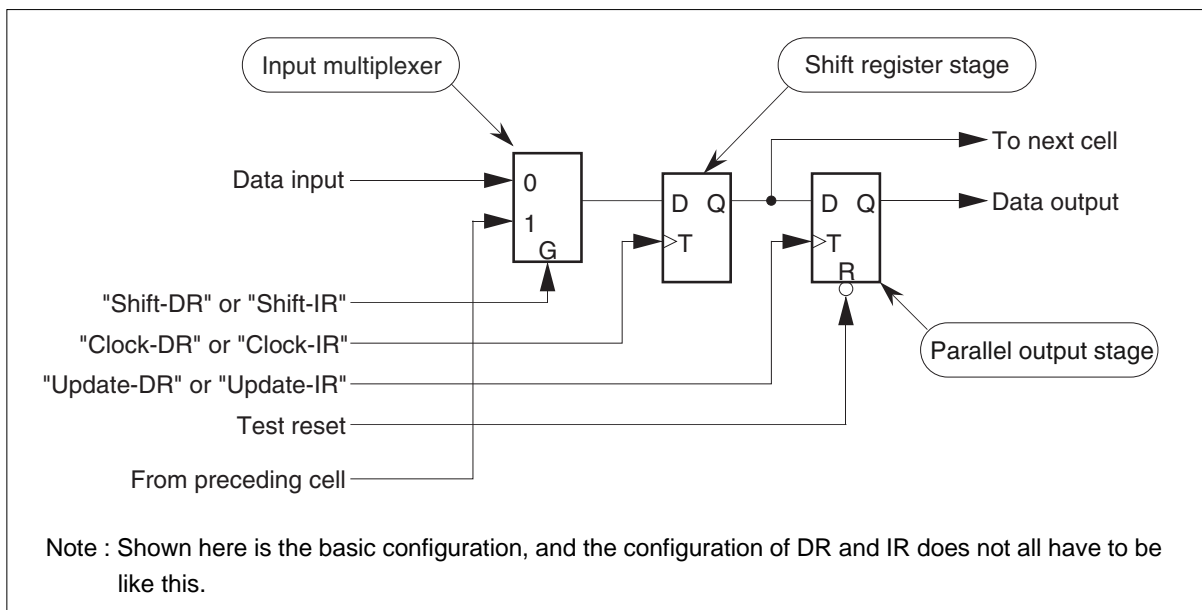 Input multiplexer
Shift register stage
To next cell
Data input
0
D Q
D Q
Data output
1
T
T
G
R
"Shift-DR" or "Shift-IR"
"Clock-DR" or "Clock-IR"
Parallel output stage
"Update-DR" or "Update-IR"
Test reset
From preceding cell
Note : Shown here is the basic configuration, and the configuration of DR and IR does not all have to be
like this.